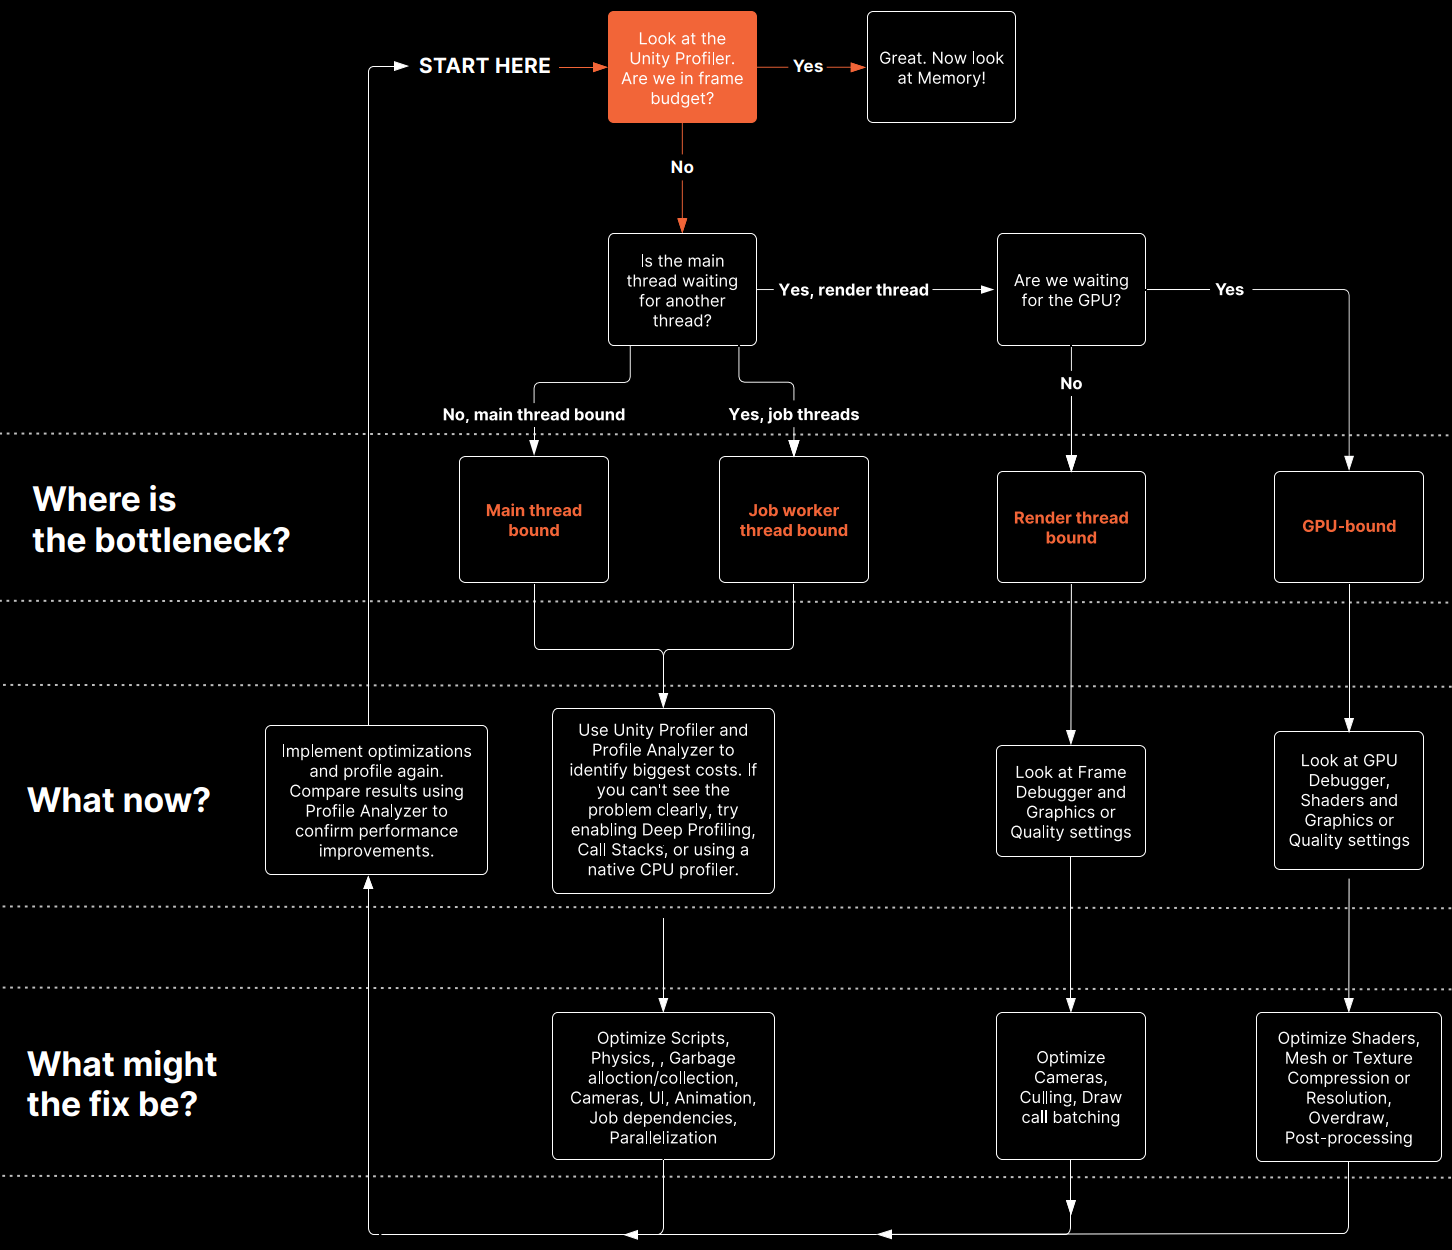 START HERE
Look at the
Unity Profiler.
Are we in frame
budget?
Yes
Great. Now look
at Memory!
No
Is the main
thread waiting
for another
thread?
Yes, render thread
Are we waiting
for the GPU?
Yes
No
No, main thread bound
Yes, job threads
Where is
the bottleneck?
Main thread
bound
Job worker
thread bound
Render thread
bound
GPU-bound
What now?
Implement optimizations
and profile again.
Compare results using
Profile Analyzer to
confirm performance
improvements.
Use Unity Profiler and
Profile Analyzer to
identify biggest costs. If
you can't see the
problem clearly, try
enabling Deep Profiling,
Call Stacks, or using a
native CPU profiler.
Look at Frame
Debugger and
Graphics or
Quality settings
Look at GPU
Debugger,
Shaders and
Graphics or
Quality settings
What might
the fix be?
Optimize Scripts,
Physics, , Garbage
alloction/collection,
Cameras, UI, Animation,
Job dependencies,
Parallelization
Optimize
Cameras,
Culling, Draw
call batching
Optimize Shaders,
Mesh or Texture
Compression or
Resolution,
Overdraw,
Post-processing